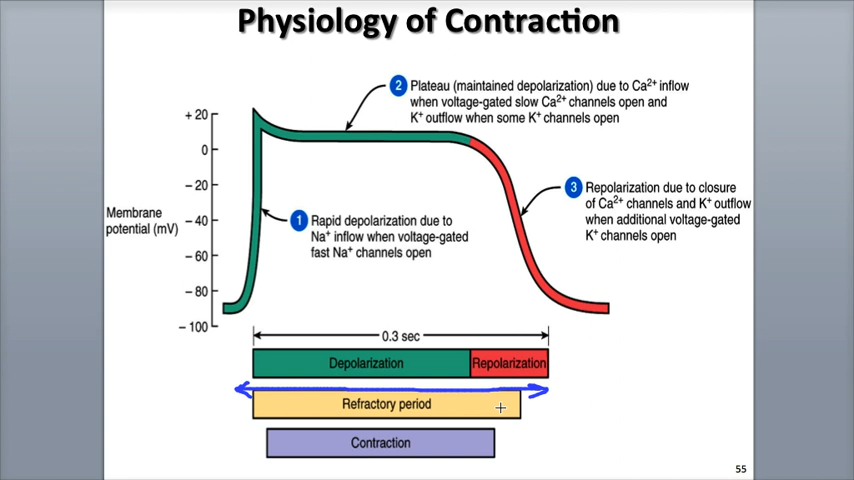 Physiology of Contraction
2 Plateau (maintained depolarization) due to Ca²⁺ inflow
when voltage-gated slow Ca²⁺ channels open and
K⁺ outflow when some K⁺ channels open
+ 20
0
– 20
– 40
– 60
– 80
– 100
Membrane
potential (mV)
1 Rapid depolarization due to
Na⁺ inflow when voltage-gated
fast Na⁺ channels open
3 Repolarization due to closure
of Ca²⁺ channels and K⁺ outflow
when additional voltage-gated
K⁺ channels open
0.3 sec
Depolarization
Repolarization
Refractory period
Contraction
55